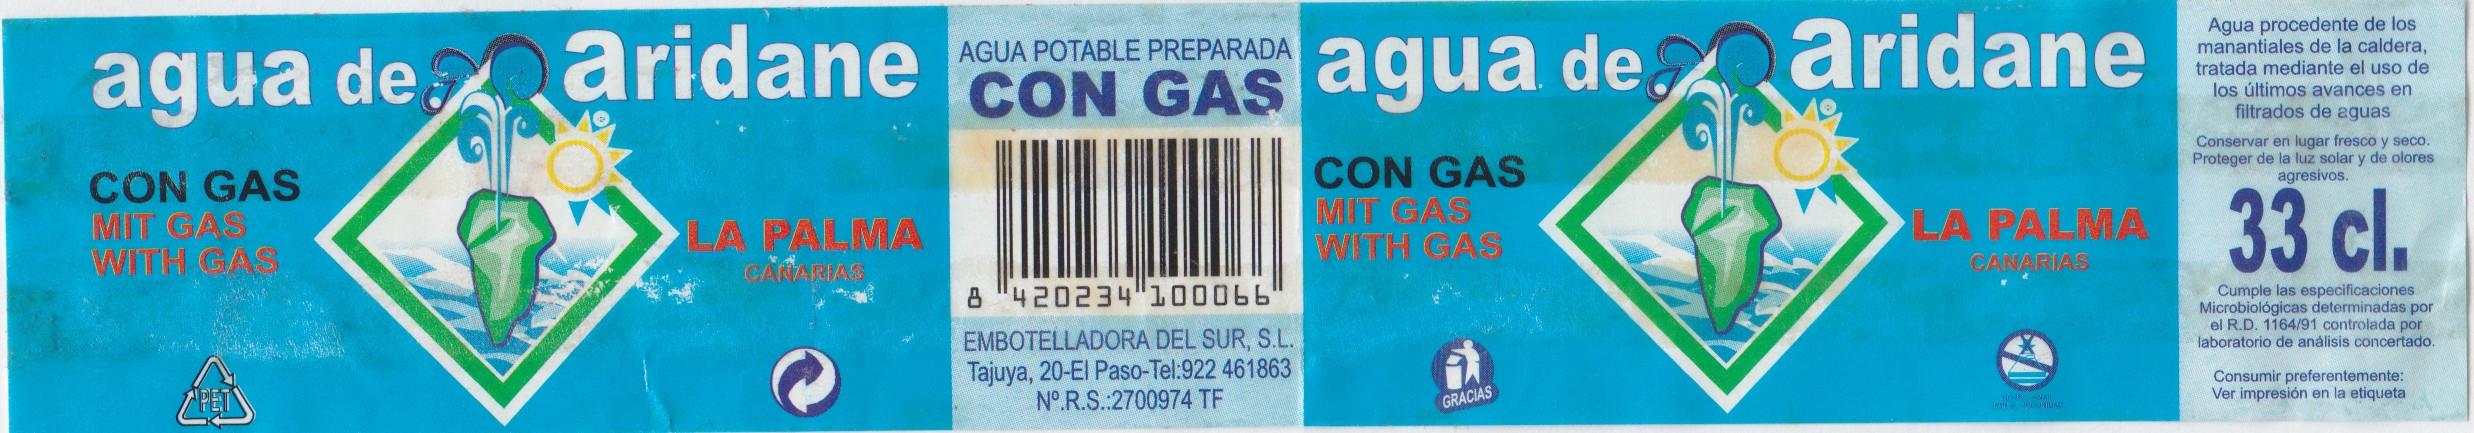 agua de aridane
CON GAS
MIT GAS
WITH GAS
LA PALMA
CANARIAS
PET
AGUA POTABLE PREPARADA
CON GAS
8 420234 100066
EMBOTELLADORA DEL SUR, S.L.
Tajuya, 20-El Paso-Tel:922 461863
Nº.R.S.:2700974 TF
agua de aridane
CON GAS
MIT GAS
WITH GAS
LA PALMA
CANARIAS
GRACIAS
Agua procedente de los
manantiales de la caldera,
tratada mediante el uso de
los últimos avances en
filtrados de aguas
Conservar en lugar fresco y seco.
Proteger de la luz solar y de olores
agresivos.
33 cl.
Cumple las especificaciones
Microbiológicas determinadas por
el R.D. 1164/91 controlada por
laboratorio de análisis concertado.
Consumir preferentemente:
Ver impresión en la etiqueta